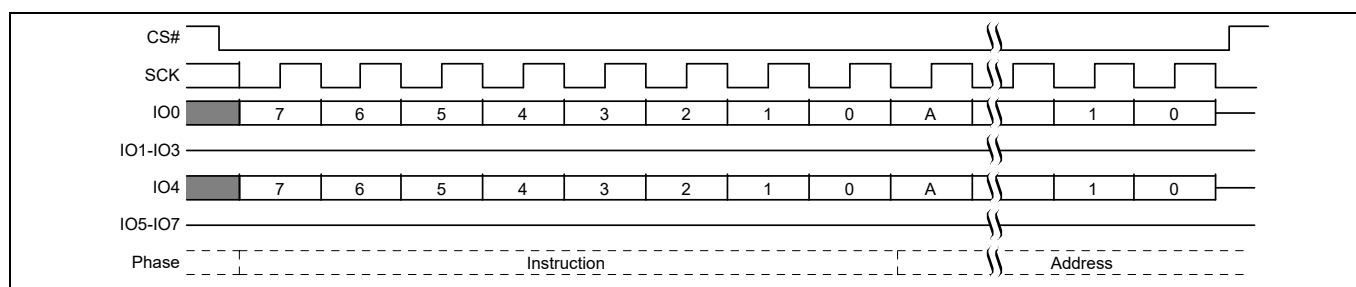 CS#
SCK
IO0 7 6 5 4 3 2 1 0 A 1 0
IO1-IO3
IO4 7 6 5 4 3 2 1 0 A 1 0
IO5-IO7
Phase Instruction Address